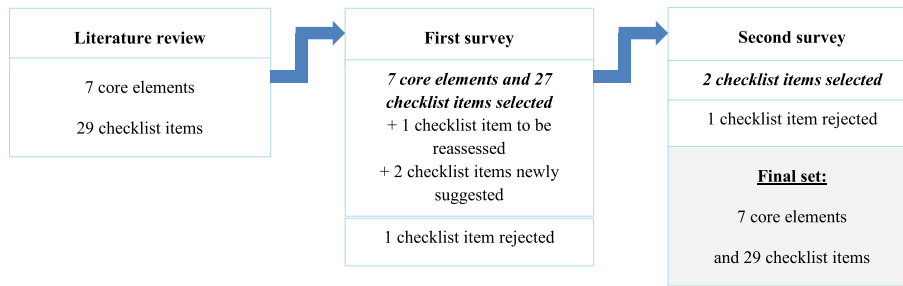 Literature review
7 core elements
29 checklist items
First survey
7 core elements and 27
checklist items selected
+ 1 checklist item to be
reassessed
+ 2 checklist items newly
suggested
1 checklist item rejected
Second survey
2 checklist items selected
1 checklist item rejected
Final set:
7 core elements
and 29 checklist items